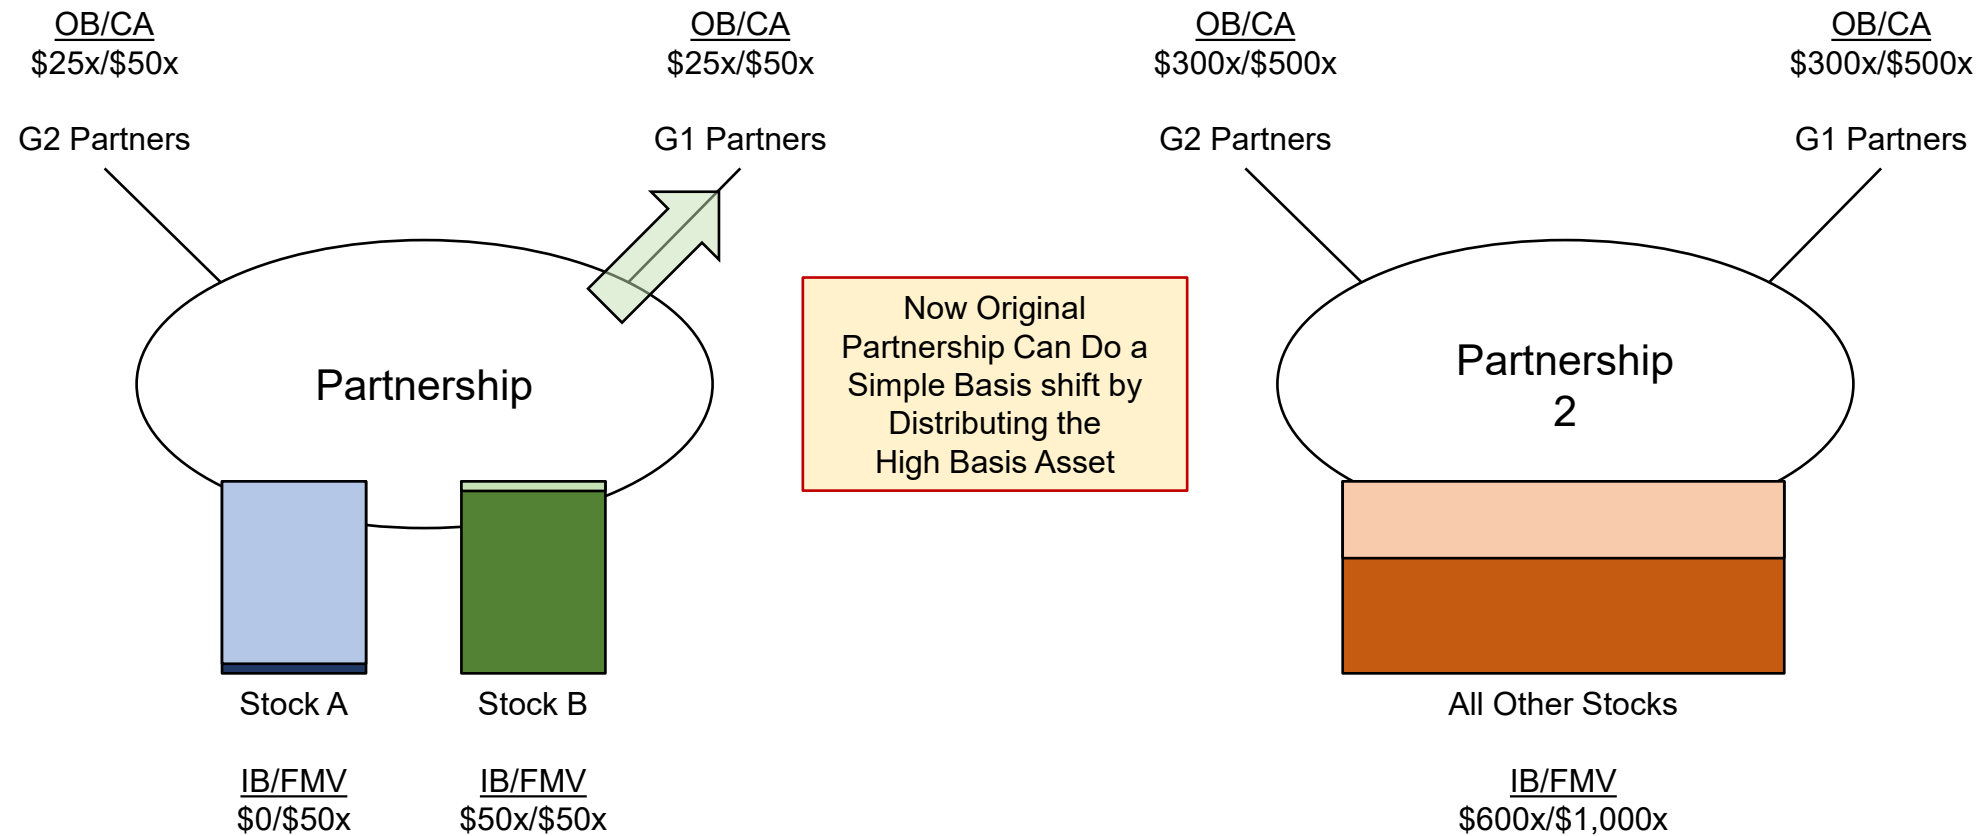 OB/CA
$25x/$50x
G2 Partners
OB/CA
$25x/$50x
G1 Partners
Partnership
Stock A
IB/FMV
$0/$50x
Stock B
IB/FMV
$50x/$50x
Now Original
Partnership Can Do a
Simple Basis shift by
Distributing the
High Basis Asset
OB/CA
$300x/$500x
G2 Partners
OB/CA
$300x/$500x
G1 Partners
Partnership
2
All Other Stocks
IB/FMV
$600x/$1,000x